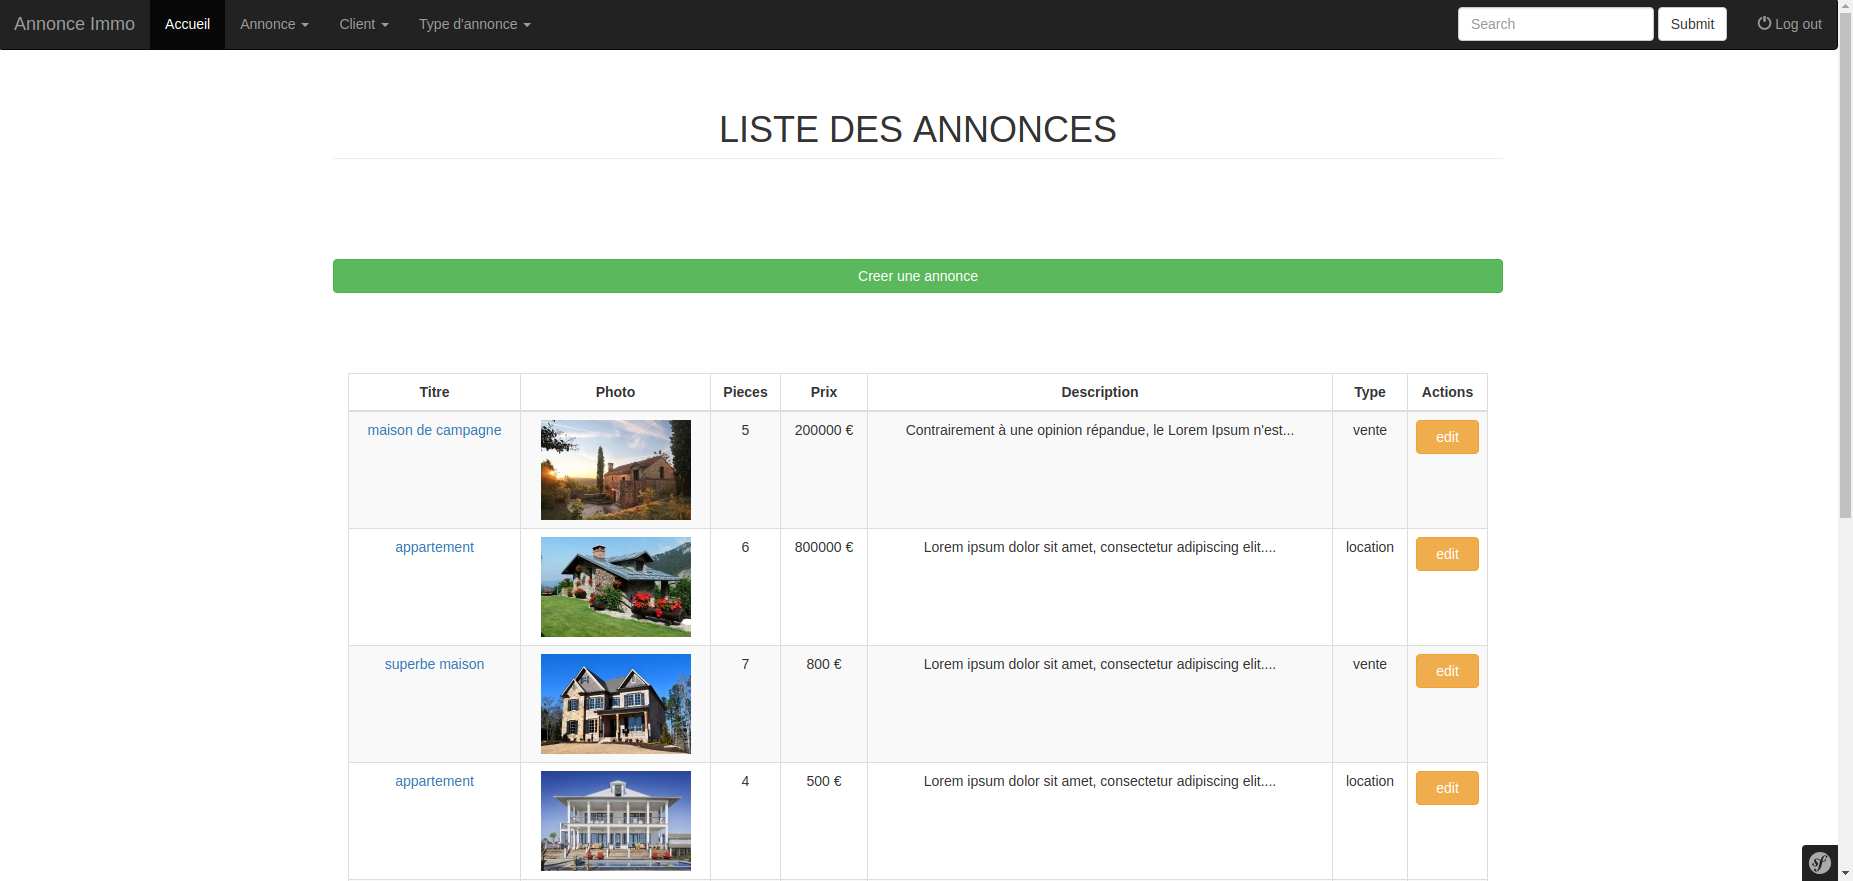 Annonce Immo Accueil Annonce Client Type d'annonce Search Submit Log out
LISTE DES ANNONCES
Creer une annonce
Titre Photo Pieces Prix Description Type Actions
maison de campagne 5 200000 € Contrairement à une opinion répandue, le Lorem Ipsum n'est... vente edit
appartement 6 800000 € Lorem ipsum dolor sit amet, consectetur adipiscing elit.... location edit
superbe maison 7 800 € Lorem ipsum dolor sit amet, consectetur adipiscing elit.... vente edit
appartement 4 500 € Lorem ipsum dolor sit amet, consectetur adipiscing elit.... location edit
sf